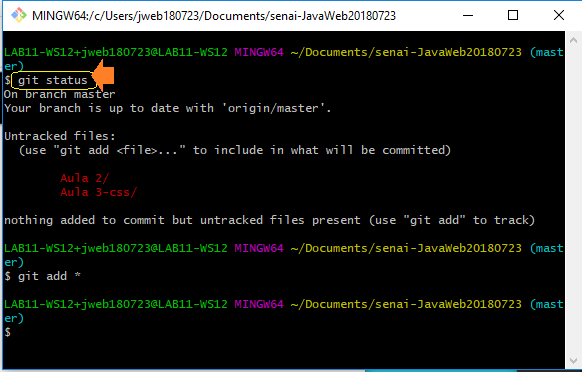 MINGW64:/c/Users/jweb180723/Documents/senai-JavaWeb20180723
LAB11-WS12+jweb180723@LAB11-WS12 MINGW64 ~/Documents/senai-JavaWeb20180723 (mast
er)
$ git status
On branch master
Your branch is up to date with 'origin/master'.
Untracked files:
(use "git add <file>..." to include in what will be committed)
Aula 2/
Aula 3-css/
nothing added to commit but untracked files present (use "git add" to track)
LAB11-WS12+jweb180723@LAB11-WS12 MINGW64 ~/Documents/senai-JavaWeb20180723 (mast
er)
$ git add *
LAB11-WS12+jweb180723@LAB11-WS12 MINGW64 ~/Documents/senai-JavaWeb20180723 (mast
er)
$